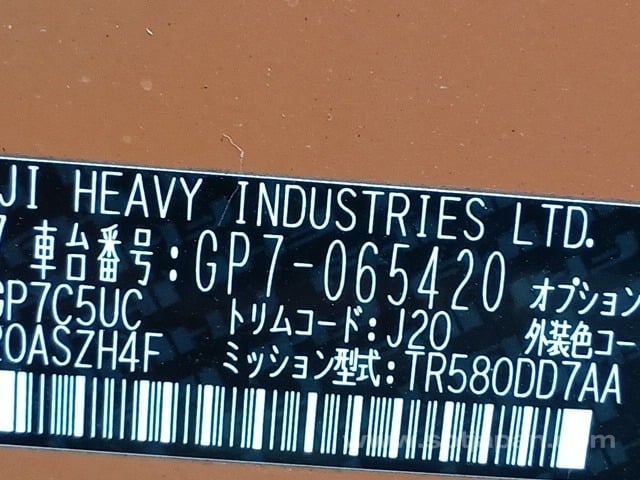 JI HEAVY INDUSTRIES LTD.
7 車台番号:GP7-065420 オプション
GP7C5UC トリムコード:J20 外装色コー
20ASZH4F ミッション型式:TR580DD7AA